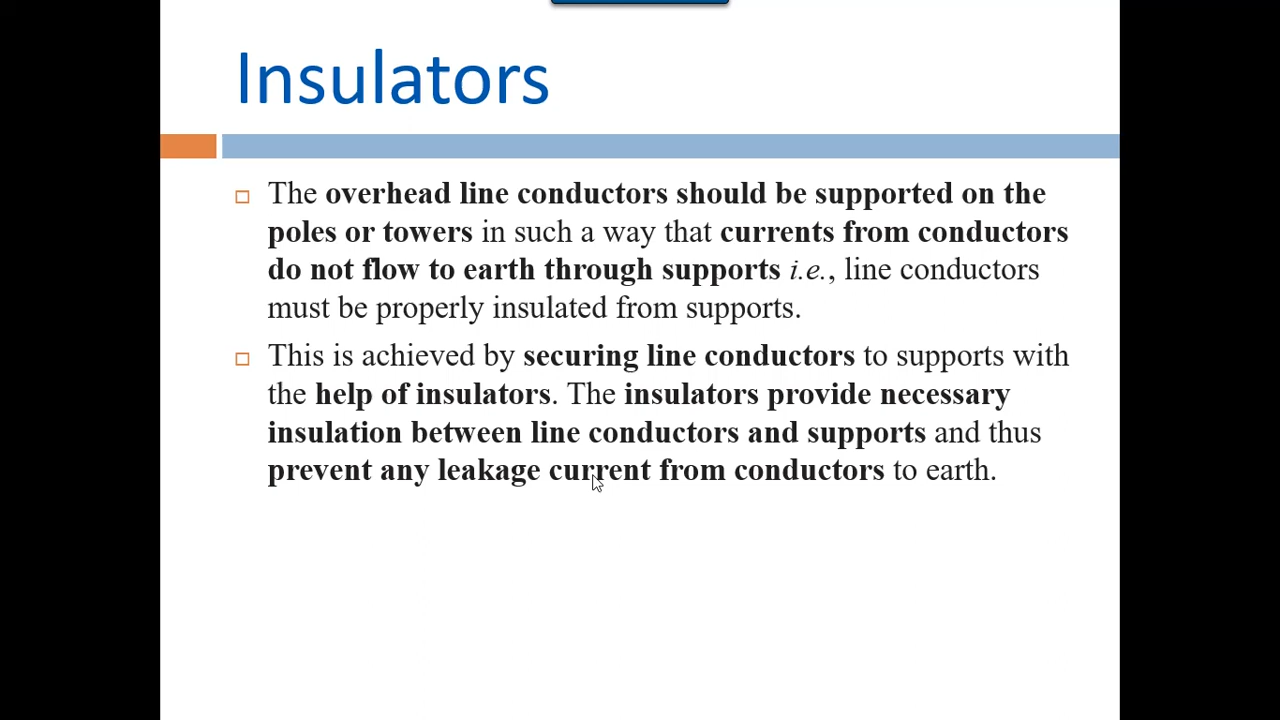 Insulators
The overhead line conductors should be supported on the
poles or towers in such a way that currents from conductors
do not flow to earth through supports i.e., line conductors
must be properly insulated from supports.
This is achieved by securing line conductors to supports with
the help of insulators. The insulators provide necessary
insulation between line conductors and supports and thus
prevent any leakage current from conductors to earth.